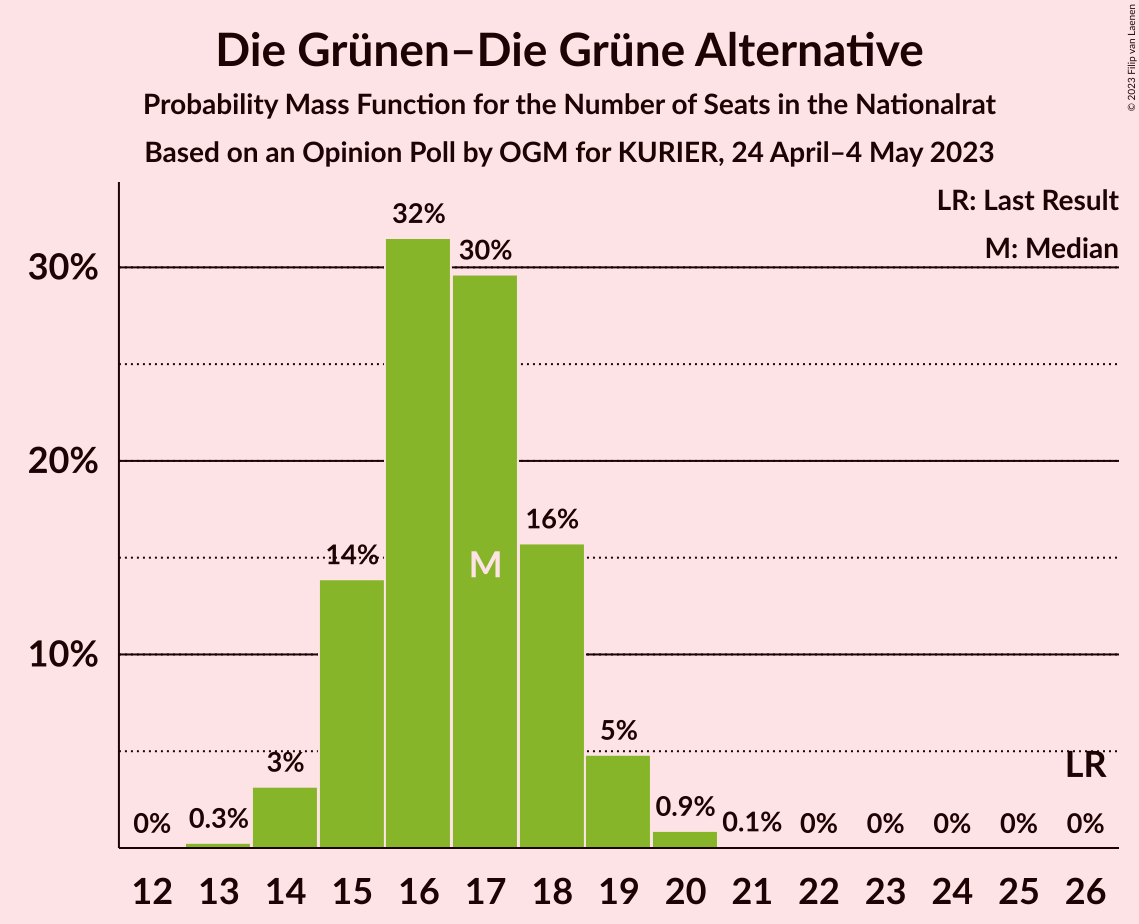 Die Grünen–Die Grüne Alternative
Probability Mass Function for the Number of Seats in the Nationalrat
Based on an Opinion Poll by OGM for KURIER, 24 April–4 May 2023
© 2023 Filip van Laenen
LR: Last Result
M: Median
30%
20%
10%
0%
0.3%
3%
14%
32%
30%
16%
5%
0.9%
0.1%
0%
0%
0%
0%
0%
M
LR
12 13 14 15 16 17 18 19 20 21 22 23 24 25 26